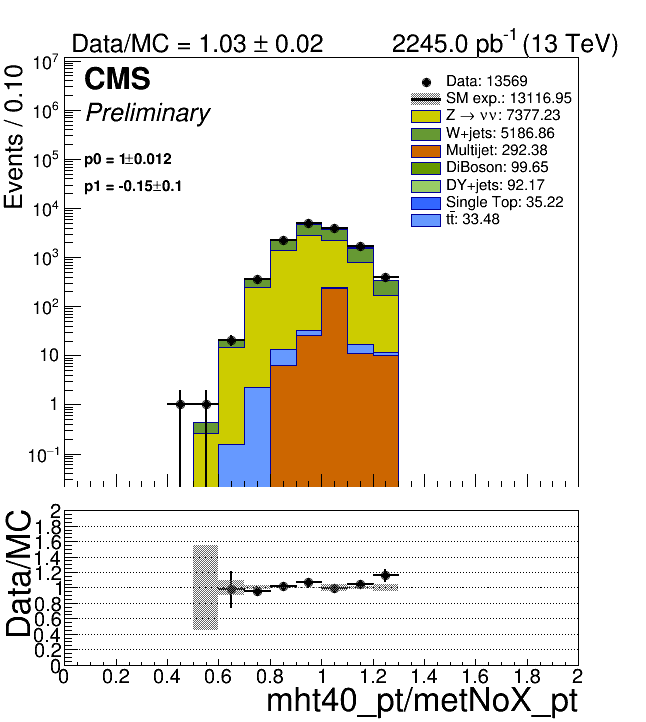 Data/MC = 1.03 ± 0.02 2245.0 pb⁻¹ (13 TeV)
Events / 0.10
CMS
Preliminary
p0 = 1±0.012
p1 = -0.15±0.1
Data: 13569
SM exp.: 13116.95
Z → νν: 7377.23
W+jets: 5186.86
Multijet: 292.38
DiBoson: 99.65
DY+jets: 92.17
Single Top: 35.22
tt̄: 33.48
10⁷
10⁶
10⁵
10⁴
10³
10²
10
1
10⁻¹
Data/MC
2
1.8
1.6
1.4
1.2
1
0.8
0.6
0.4
0.2
0
0 0.2 0.4 0.6 0.8 1 1.2 1.4 1.6 1.8 2
mht40_pt/metNoX_pt